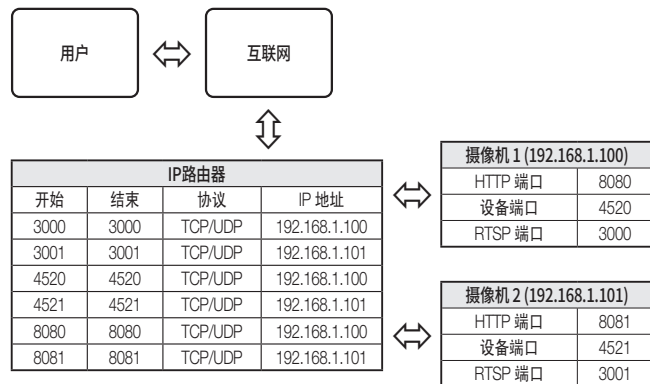 用户
互联网
IP路由器
开始 结束 协议 IP 地址
3000 3000 TCP/UDP 192.168.1.100
3001 3001 TCP/UDP 192.168.1.101
4520 4520 TCP/UDP 192.168.1.100
4521 4521 TCP/UDP 192.168.1.101
8080 8080 TCP/UDP 192.168.1.100
8081 8081 TCP/UDP 192.168.1.101
摄像机 1 (192.168.1.100)
HTTP 端口 8080
设备端口 4520
RTSP 端口 3000
摄像机 2 (192.168.1.101)
HTTP 端口 8081
设备端口 4521
RTSP 端口 3001